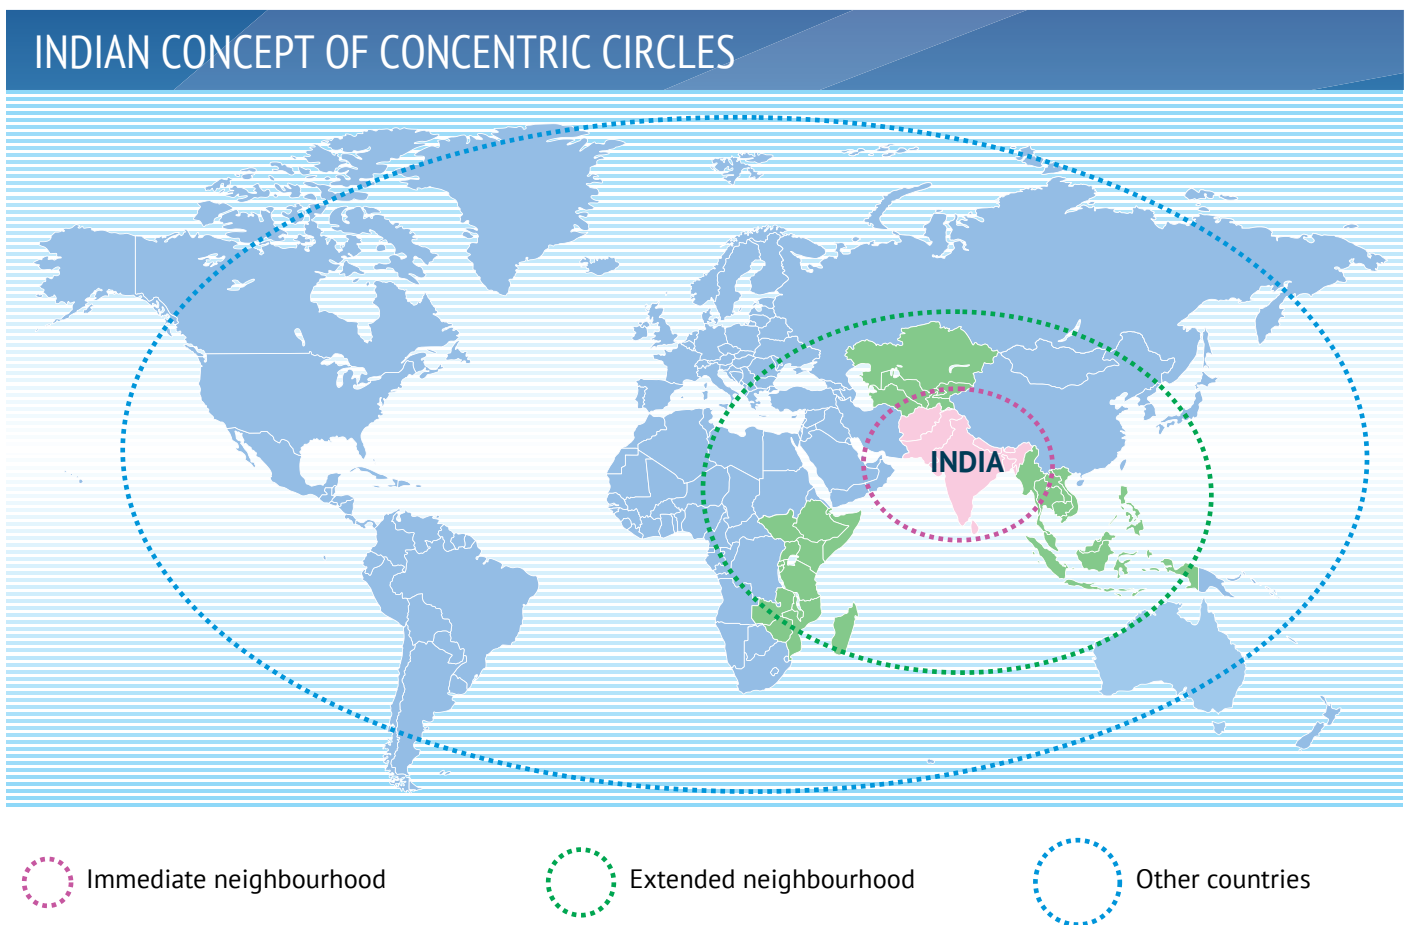 INDIAN CONCEPT OF CONCENTRIC CIRCLES
INDIA
Immediate neighbourhood
Extended neighbourhood
Other countries